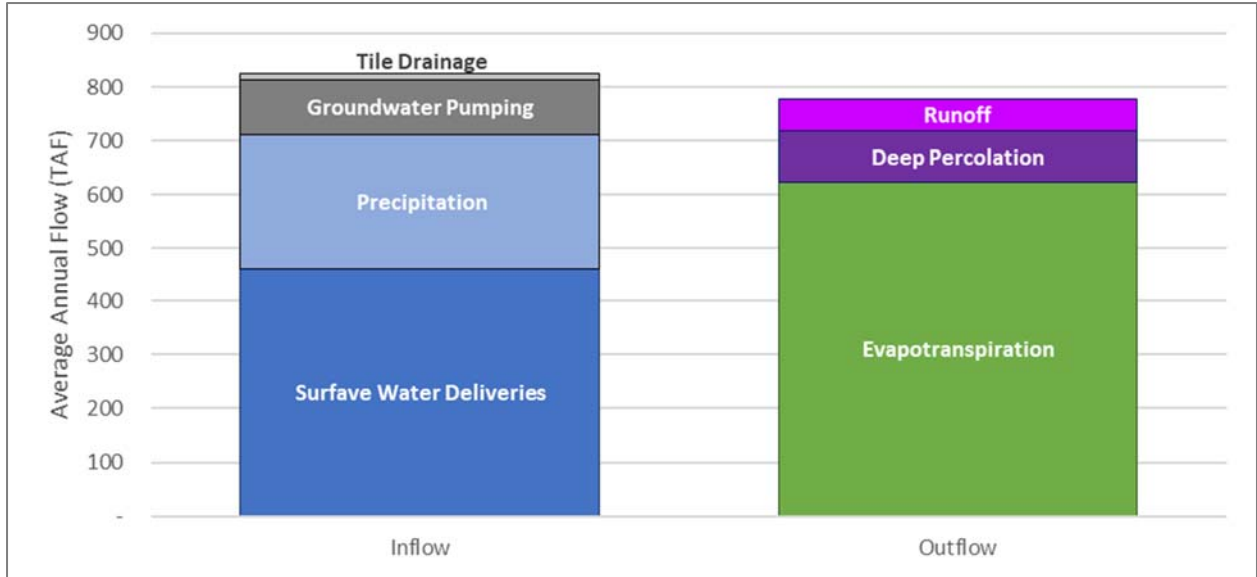 Average Annual Flow (TAF)
900
800
700
600
500
400
300
200
100
-
Tile Drainage
Groundwater Pumping
Precipitation
Surfave Water Deliveries
Runoff
Deep Percolation
Evapotranspiration
Inflow
Outflow